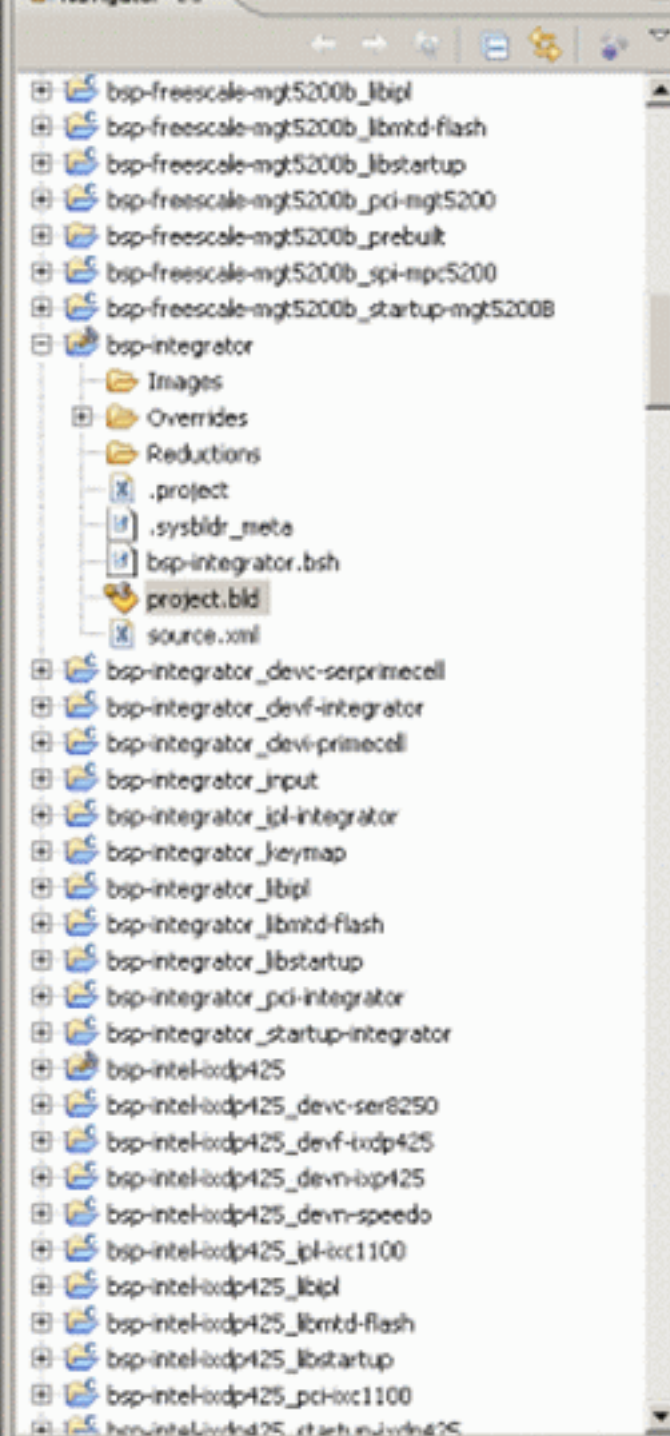 bsp-freescale-mgt5200b_libipl
bsp-freescale-mgt5200b_libmtd-flash
bsp-freescale-mgt5200b_libstartup
bsp-freescale-mgt5200b_pci-mgt5200
bsp-freescale-mgt5200b_prebuilt
bsp-freescale-mgt5200b_spi-mpc5200
bsp-freescale-mgt5200b_startup-mgt5200B
bsp-integrator
Images
Overrides
Reductions
.project
.sysbldr_meta
bsp-integrator.bsh
project.bld
source.xml
bsp-integrator_devc-serprimecell
bsp-integrator_devf-integrator
bsp-integrator_devi-primecell
bsp-integrator_input
bsp-integrator_ipl-integrator
bsp-integrator_keymap
bsp-integrator_libipl
bsp-integrator_libmtd-flash
bsp-integrator_libstartup
bsp-integrator_pci-integrator
bsp-integrator_startup-integrator
bsp-intel-ixdp425
bsp-intel-ixdp425_devc-ser8250
bsp-intel-ixdp425_devf-ixdp425
bsp-intel-ixdp425_devn-ixp425
bsp-intel-ixdp425_devn-speedo
bsp-intel-ixdp425_ipl-ixc1100
bsp-intel-ixdp425_libipl
bsp-intel-ixdp425_libmtd-flash
bsp-intel-ixdp425_libstartup
bsp-intel-ixdp425_pci-ixc1100
bsp-intel-ixdp425_startup-ixdp425